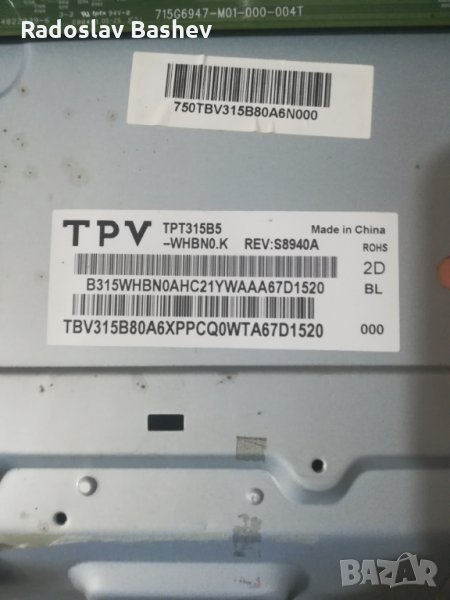 Radoslav Bashev
715G6947-M01-000-004T
750TBV315B80A6N000
TPV TPT315B5 Made in China
-WHBN0.K REV:S8940A ROHS
2D
B315WHBN0AHC21YWAAA67D1520 BL
TBV315B80A6XPPCQ0WTA67D1520 000
BAZAR